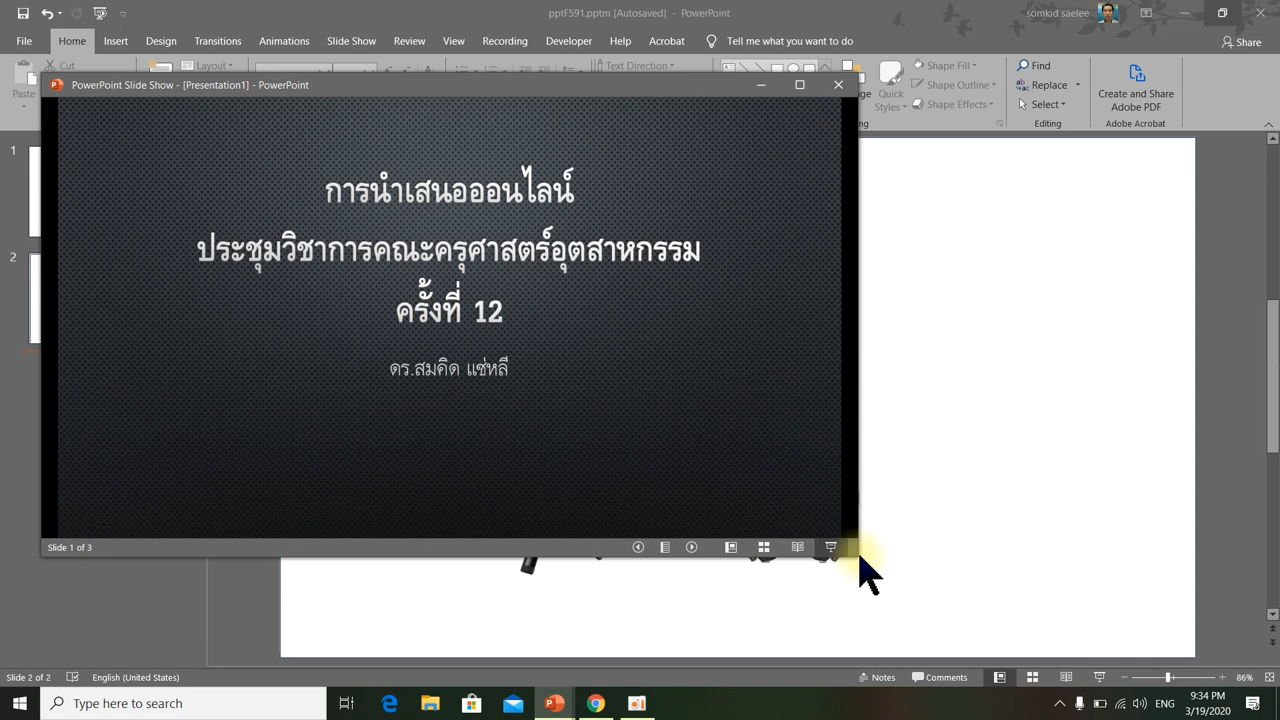 pptF591.pptm [Autosaved] - PowerPoint
somkid saelee
File Home Insert Design Transitions Animations Slide Show Review View Recording Developer Help Acrobat Tell me what you want to do
Share
Cut
Layout
Text Direction
Shape Fill
Find
Paste
Quick Styles
Shape Outline
Replace
Create and Share Adobe PDF
Shape Effects
Select
Editing
Adobe Acrobat
PowerPoint Slide Show - [Presentation1] - PowerPoint
1
2
การนำเสนอออนไลน์
ประชุมวิชาการคณะครุศาสตร์อุตสาหกรรม
ครั้งที่ 12
ดร.สมคิด แซ่หลี
Slide 1 of 3
Slide 2 of 2
English (United States)
Notes
Comments
86%
Type here to search
ENG
9:34 PM
3/19/2020